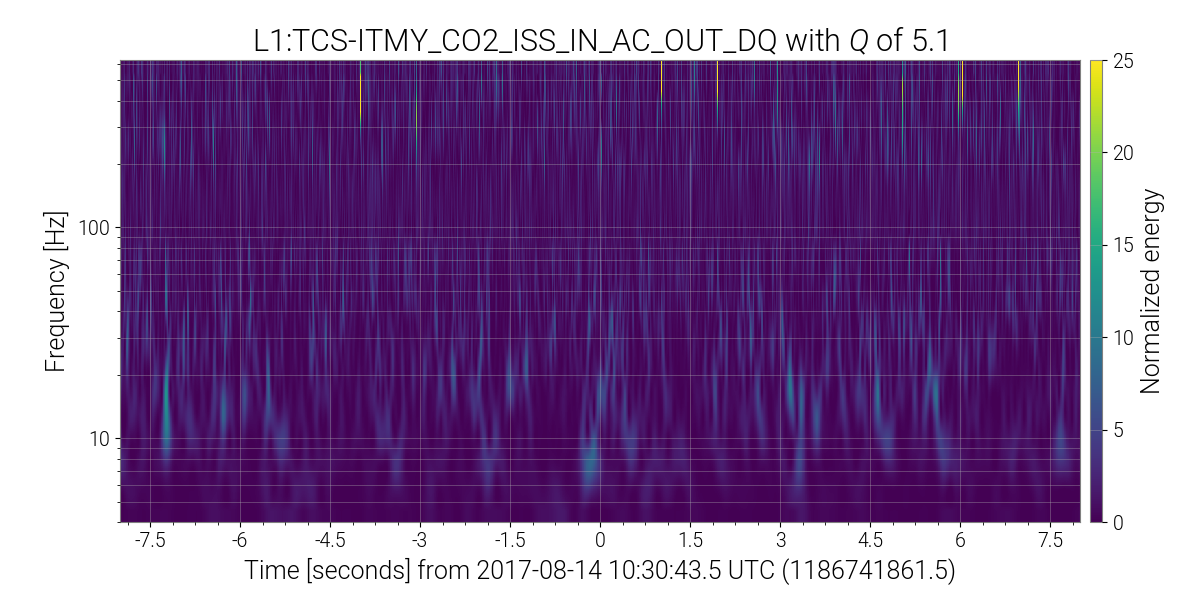 L1:TCS-ITMY_CO2_ISS_IN_AC_OUT_DQ with Q of 5.1
Frequency [Hz]
100
10
-7.5 -6 -4.5 -3 -1.5 0 1.5 3 4.5 6 7.5
Time [seconds] from 2017-08-14 10:30:43.5 UTC (1186741861.5)
25
20
15
10
5
0
Normalized energy